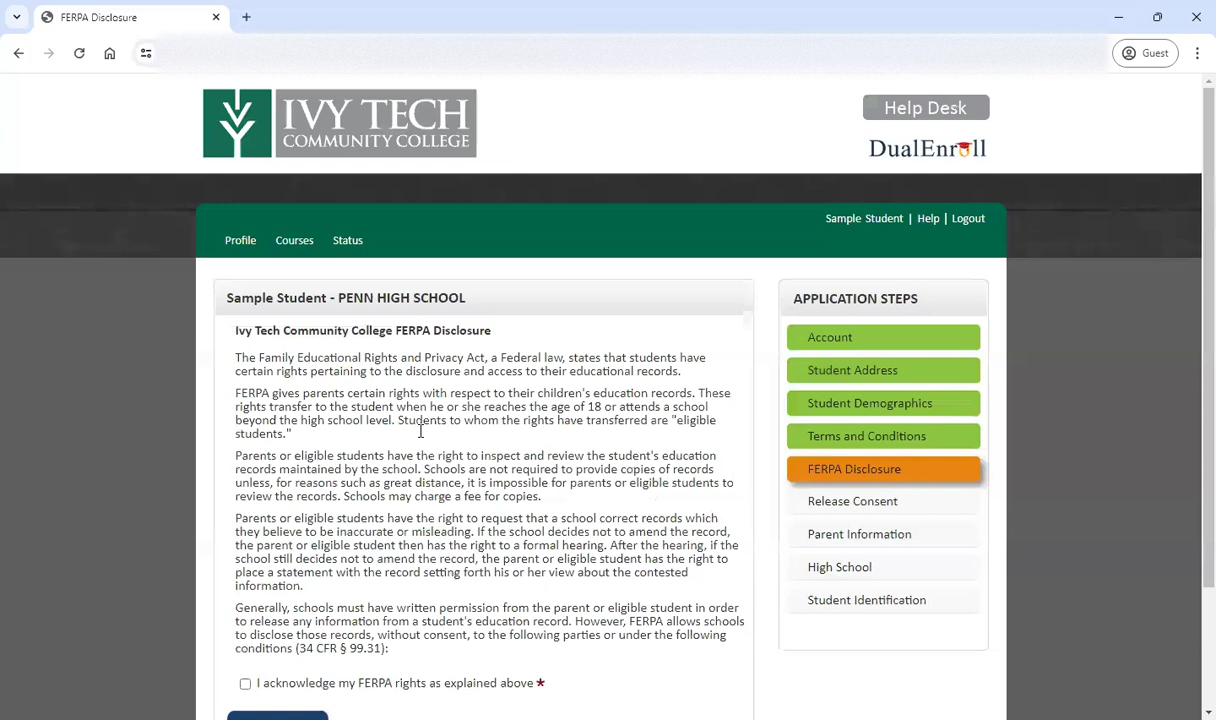 FERPA Disclosure
Guest
IVY TECH
COMMUNITY COLLEGE
Help Desk
DualEnroll
Sample Student | Help | Logout
Profile Courses Status
Sample Student - PENN HIGH SCHOOL
Ivy Tech Community College FERPA Disclosure
The Family Educational Rights and Privacy Act, a Federal law, states that students have
certain rights pertaining to the disclosure and access to their educational records.
FERPA gives parents certain rights with respect to their children's education records. These
rights transfer to the student when he or she reaches the age of 18 or attends a school
beyond the high school level. Students to whom the rights have transferred are "eligible
students."
Parents or eligible students have the right to inspect and review the student's education
records maintained by the school. Schools are not required to provide copies of records
unless, for reasons such as great distance, it is impossible for parents or eligible students to
review the records. Schools may charge a fee for copies.
Parents or eligible students have the right to request that a school correct records which
they believe to be inaccurate or misleading. If the school decides not to amend the record,
the parent or eligible student then has the right to a formal hearing. After the hearing, if the
school still decides not to amend the record, the parent or eligible student has the right to
place a statement with the record setting forth his or her view about the contested
information.
Generally, schools must have written permission from the parent or eligible student in order
to release any information from a student's education record. However, FERPA allows schools
to disclose those records, without consent, to the following parties or under the following
conditions (34 CFR § 99.31):
I acknowledge my FERPA rights as explained above *
APPLICATION STEPS
Account
Student Address
Student Demographics
Terms and Conditions
FERPA Disclosure
Release Consent
Parent Information
High School
Student Identification